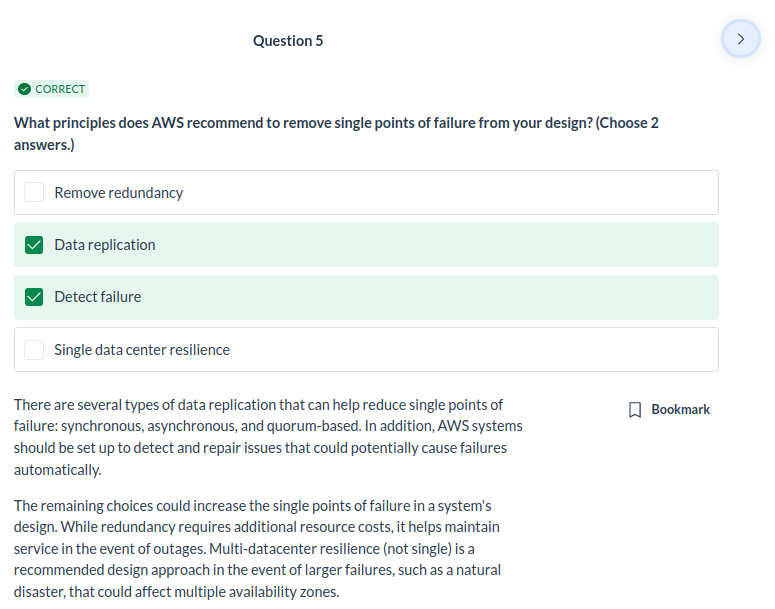 Question 5
CORRECT
What principles does AWS recommend to remove single points of failure from your design? (Choose 2
answers.)
Remove redundancy
Data replication
Detect failure
Single data center resilience
There are several types of data replication that can help reduce single points of
failure: synchronous, asynchronous, and quorum-based. In addition, AWS systems
should be set up to detect and repair issues that could potentially cause failures
automatically.
Bookmark
The remaining choices could increase the single points of failure in a system's
design. While redundancy requires additional resource costs, it helps maintain
service in the event of outages. Multi-datacenter resilience (not single) is a
recommended design approach in the event of larger failures, such as a natural
disaster, that could affect multiple availability zones.